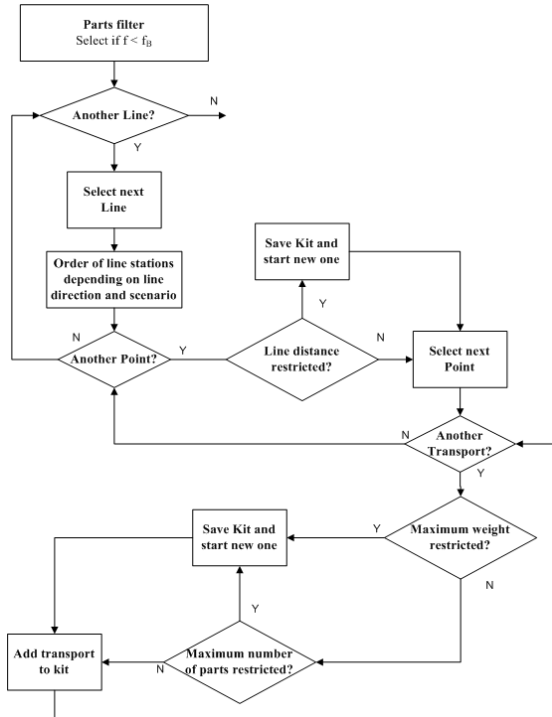 Parts filter
Select if f < fB
Another Line?
N
Y
Select next
Line
Order of line stations
depending on line
direction and scenario
Save Kit and
start new one
Y
N
Another Point?
Y
Line distance
restricted?
N
Select next
Point
N
Another
Transport?
Y
Save Kit and
start new one
Y
Maximum weight
restricted?
N
Y
Add transport
to kit
N
Maximum number
of parts restricted?